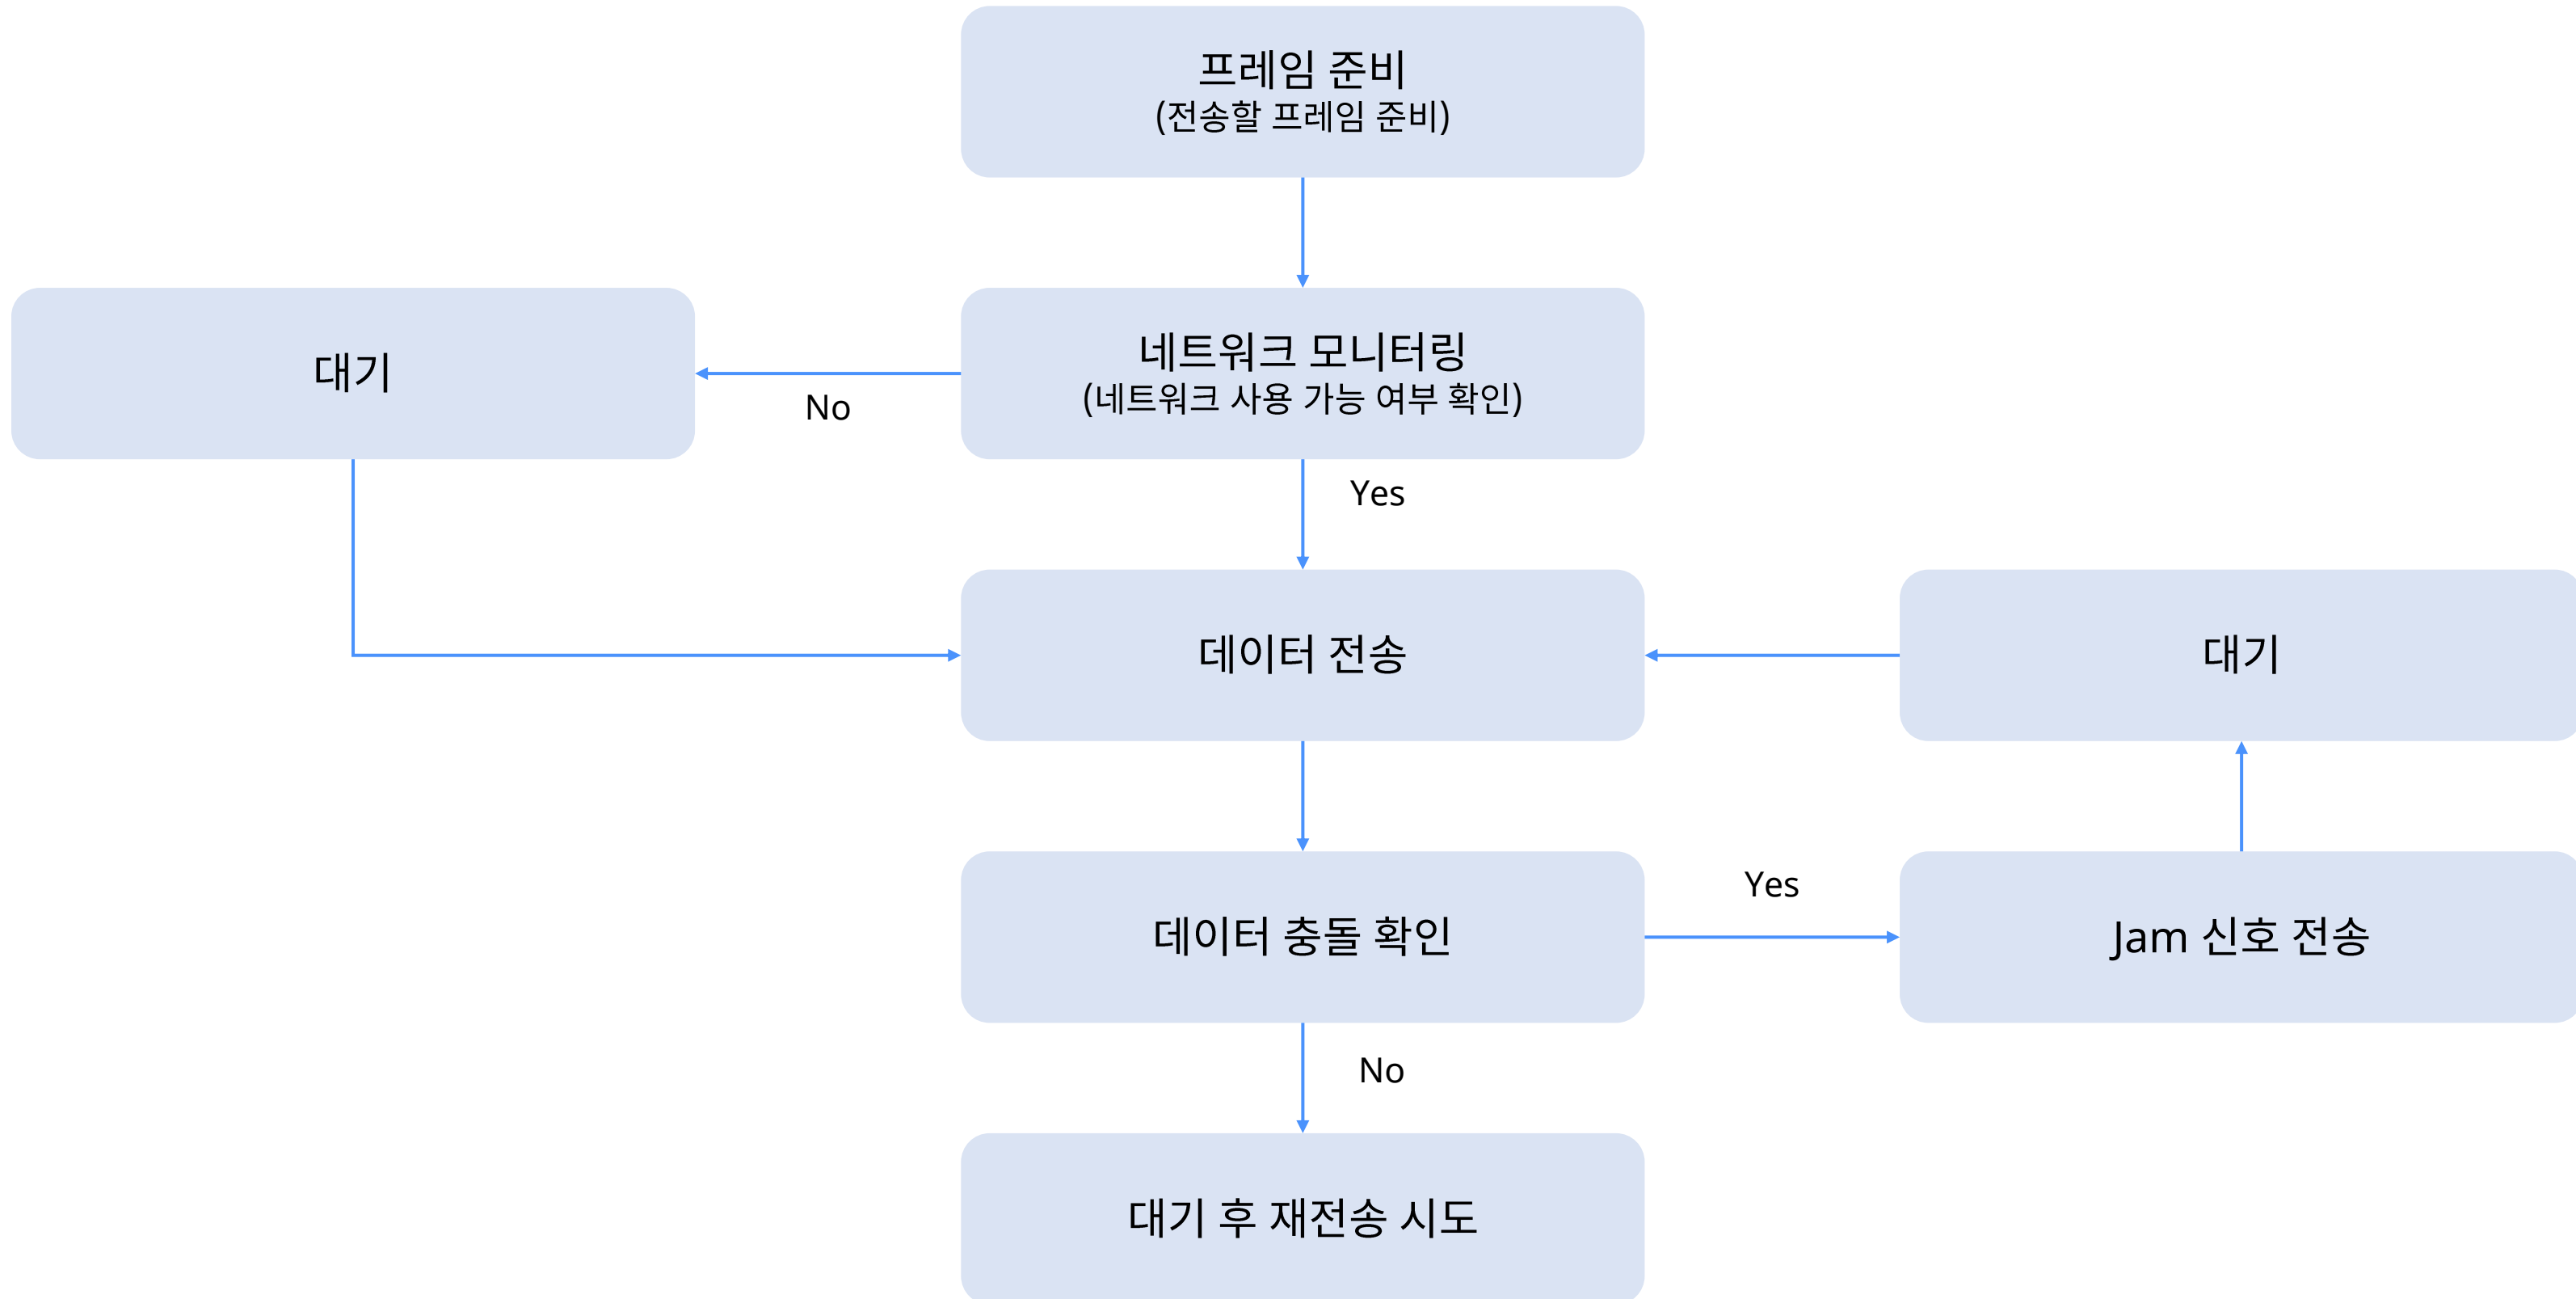 프레임 준비
(전송할 프레임 준비)
대기
No
네트워크 모니터링
(네트워크 사용 가능 여부 확인)
Yes
데이터 전송
대기
데이터 충돌 확인
Yes
Jam 신호 전송
No
대기 후 재전송 시도